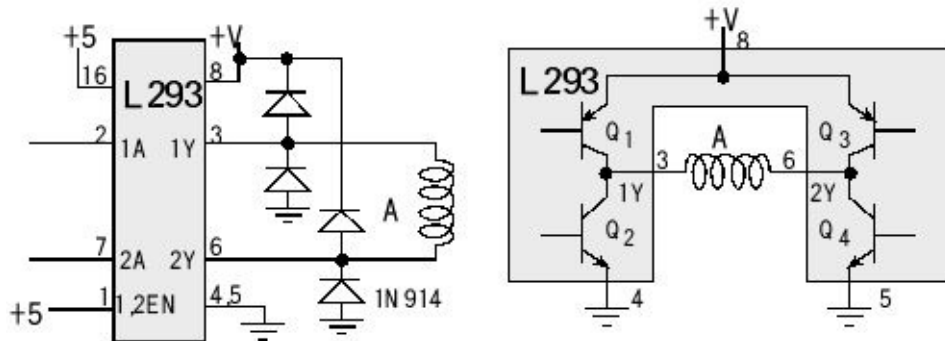 +5 +V
16 L293 8
2 1A 1Y 3
A
7 2A 2Y 6
1 1,2EN 4,5 1N914
+5
+V
8
L293
Q1 A Q3
3 6
1Y 2Y
Q2 Q4
4 5